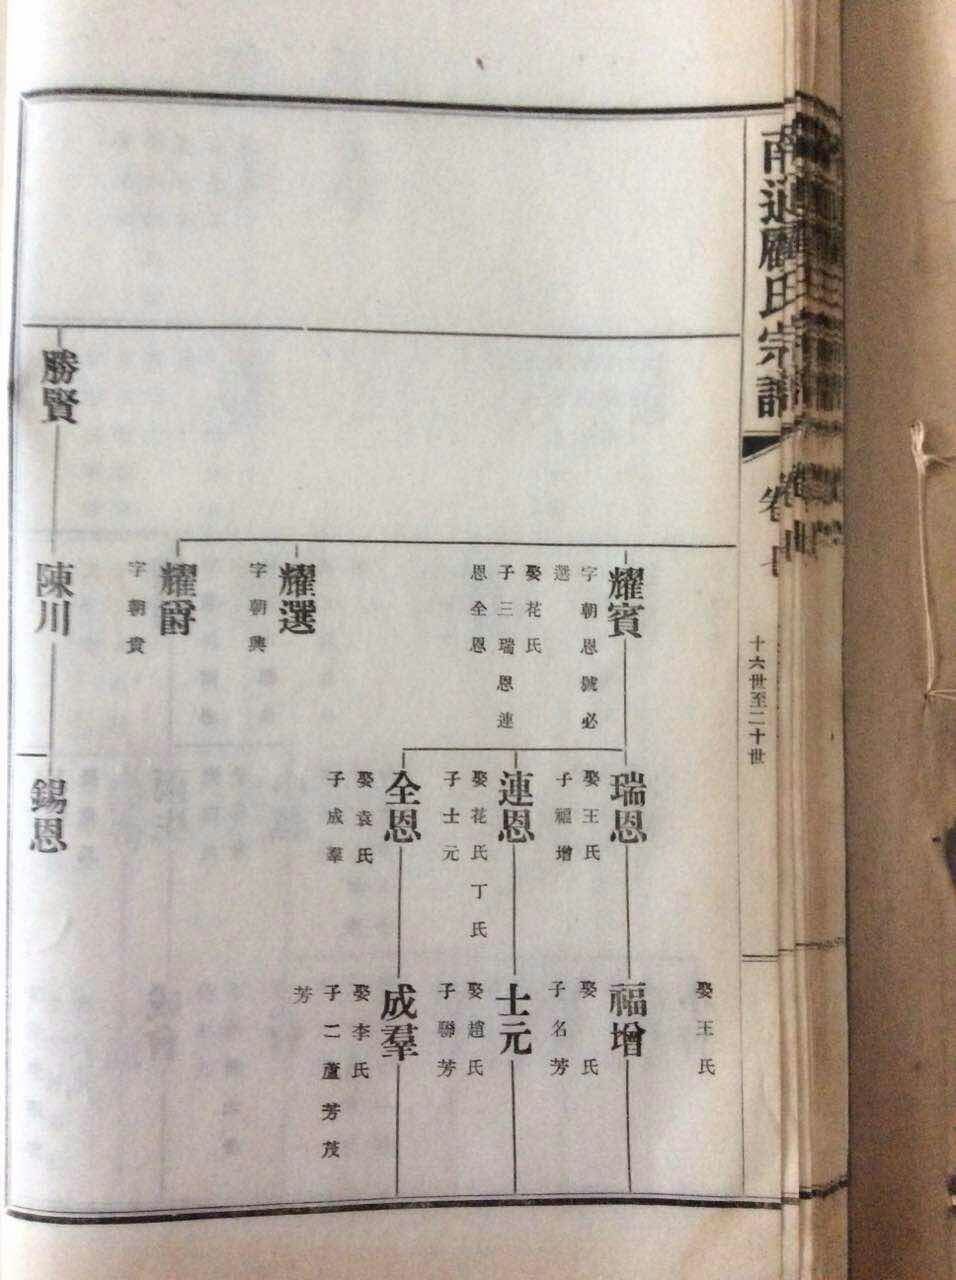 南通顧氏宗譜
卷七
十六世至二十世
娶王氏
耀賓
字朝恩號必
選
娶花氏
子三瑞恩連
恩全恩
耀選
字朝興
耀爵
字朝貴
勝賢
陳川
瑞恩
娶王氏
子福增
連恩
娶花氏丁氏
子士元
全恩
娶袁氏
子成羣
錫恩
福增
娶 氏
子名芳
士元
娶趙氏
子聯芳
成羣
娶李氏
子二蘆芳茂
芳